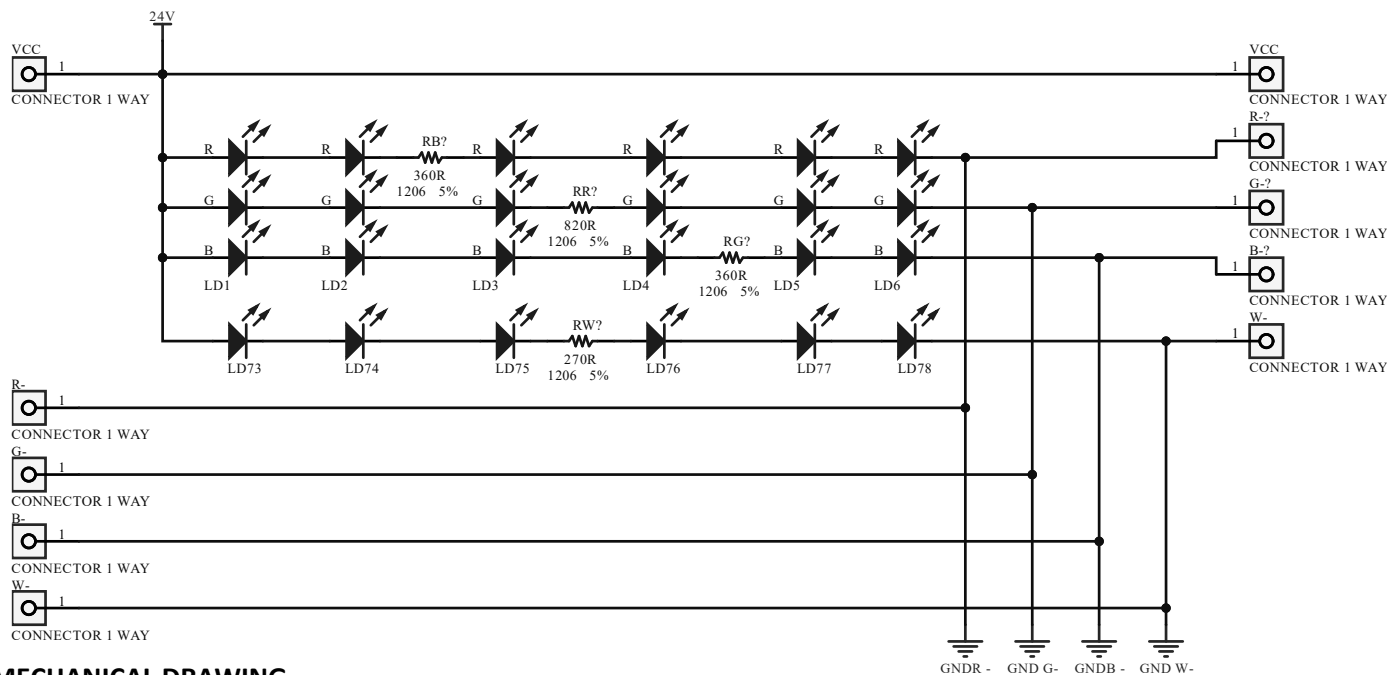 24V
VCC
1
CONNECTOR 1 WAY
VCC
1
CONNECTOR 1 WAY
R-?
1
CONNECTOR 1 WAY
R R RB? R R R R
360R
1206 5%
G G G RR? G G G
820R
1206 5%
G-?
1
CONNECTOR 1 WAY
B B B B RG? B B
360R
1206 5%
LD1 LD2 LD3 LD4 LD5 LD6
B-?
1
CONNECTOR 1 WAY
RW?
270R
1206 5%
LD73 LD74 LD75 LD76 LD77 LD78
W-
1
CONNECTOR 1 WAY
R-
1
CONNECTOR 1 WAY
G-
1
CONNECTOR 1 WAY
B-
1
CONNECTOR 1 WAY
W-
1
CONNECTOR 1 WAY
GNDR - GND G- GNDB - GND W-
MECHANICAL DRAWING